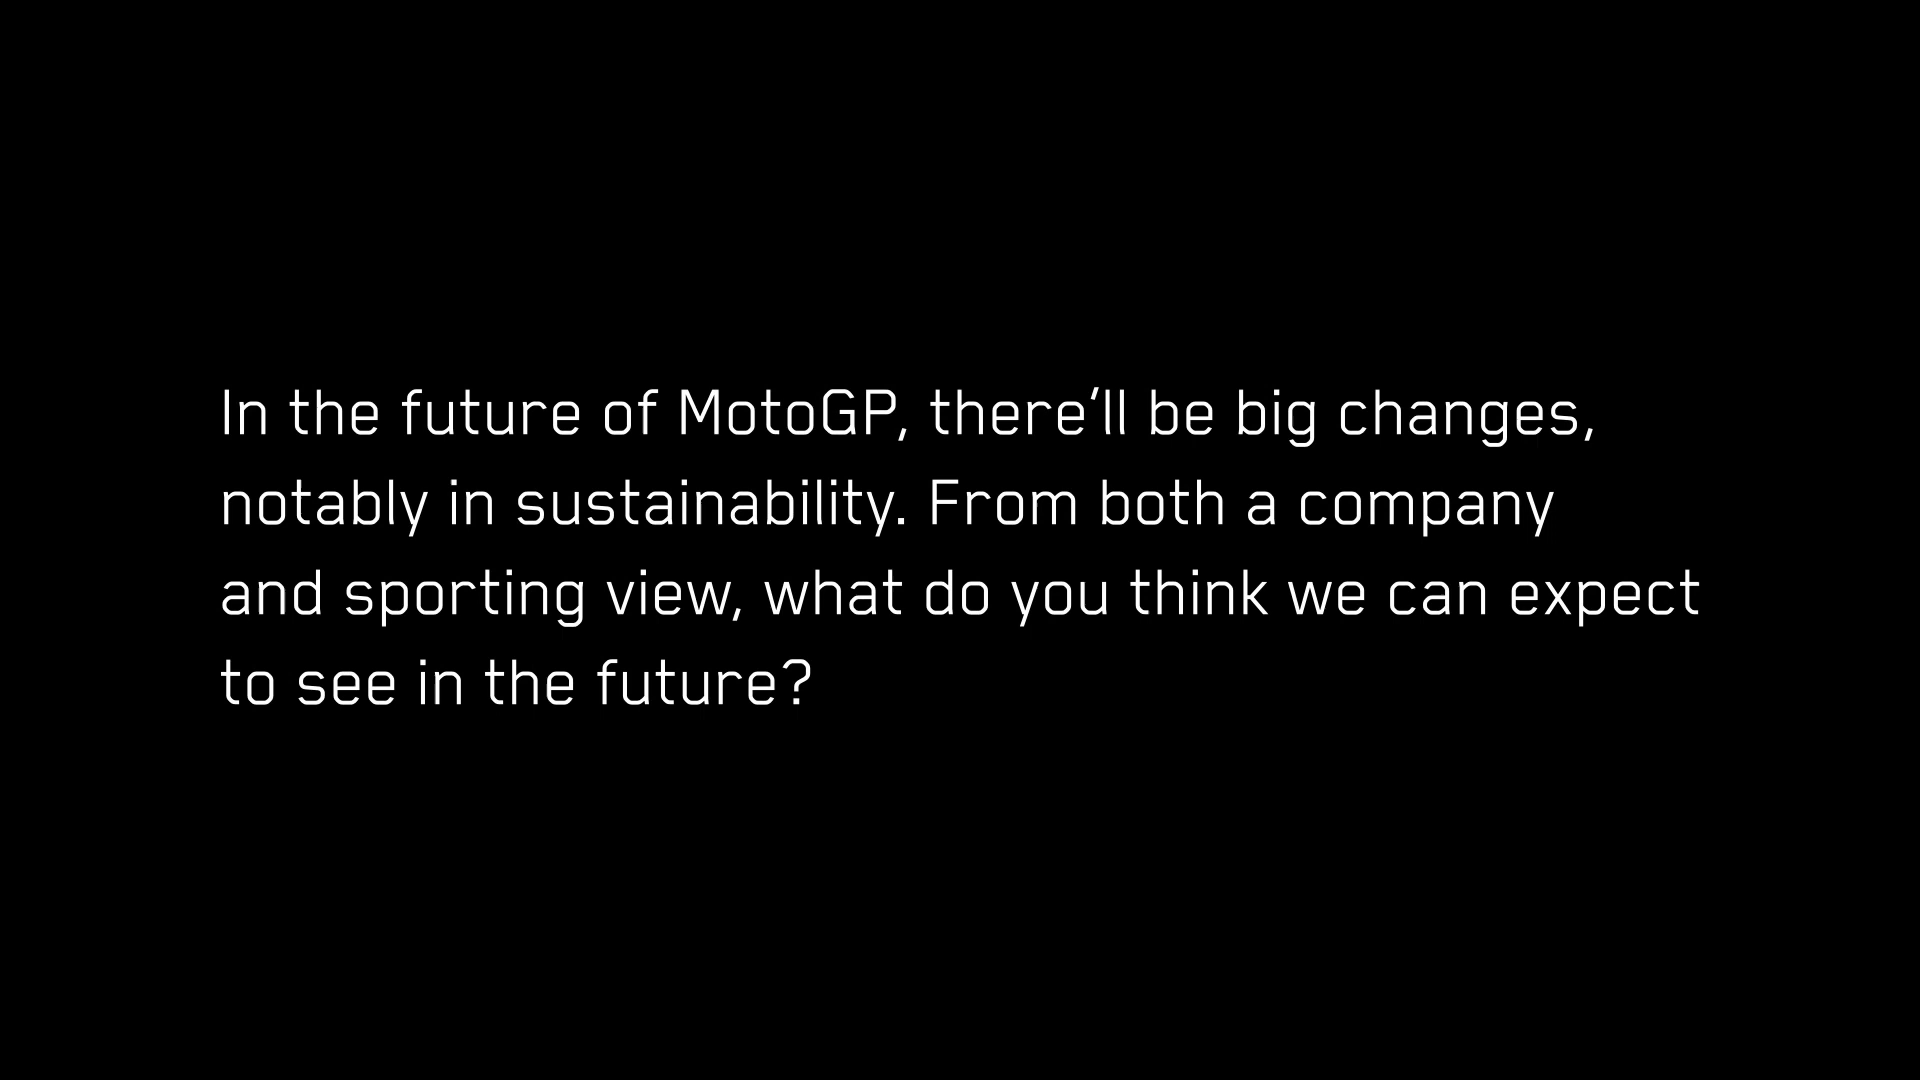 In the future of MotoGP, there’ll be big changes,
notably in sustainability. From both a company
and sporting view, what do you think we can expect
to see in the future?